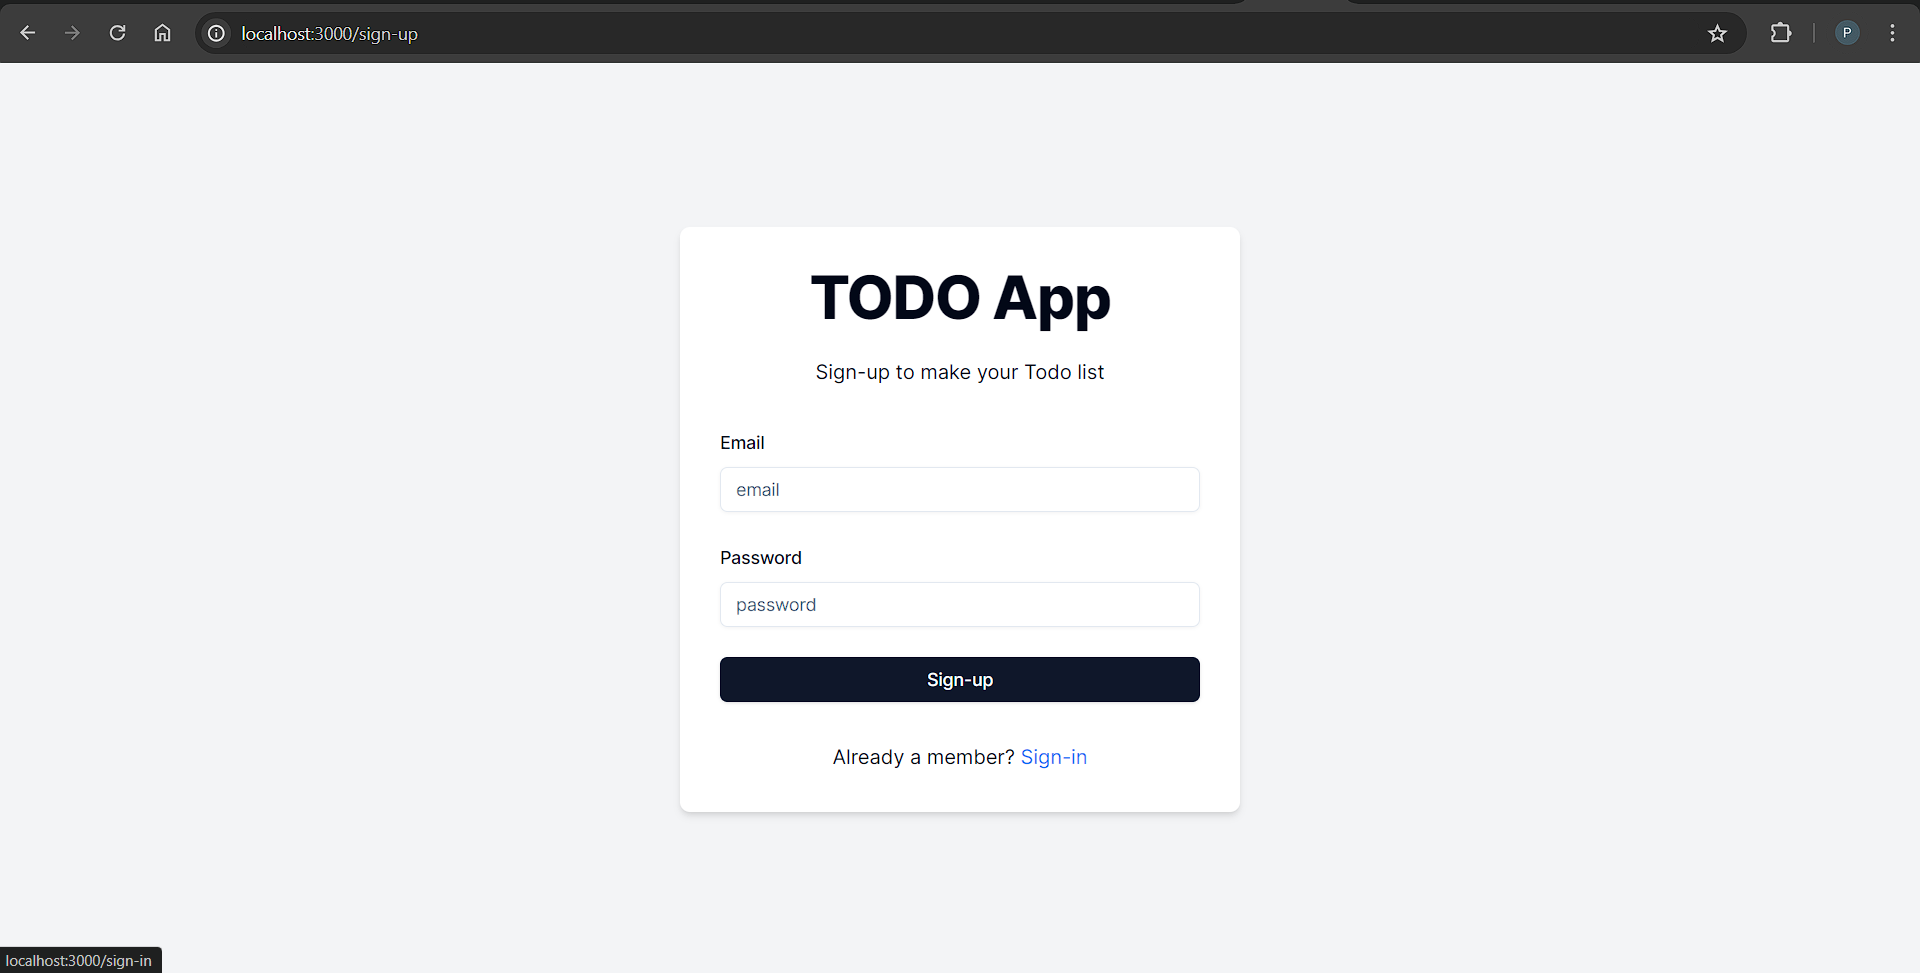 localhost:3000/sign-up
P
TODO App
Sign-up to make your Todo list
Email
email
Password
password
Sign-up
Already a member? Sign-in
localhost:3000/sign-in